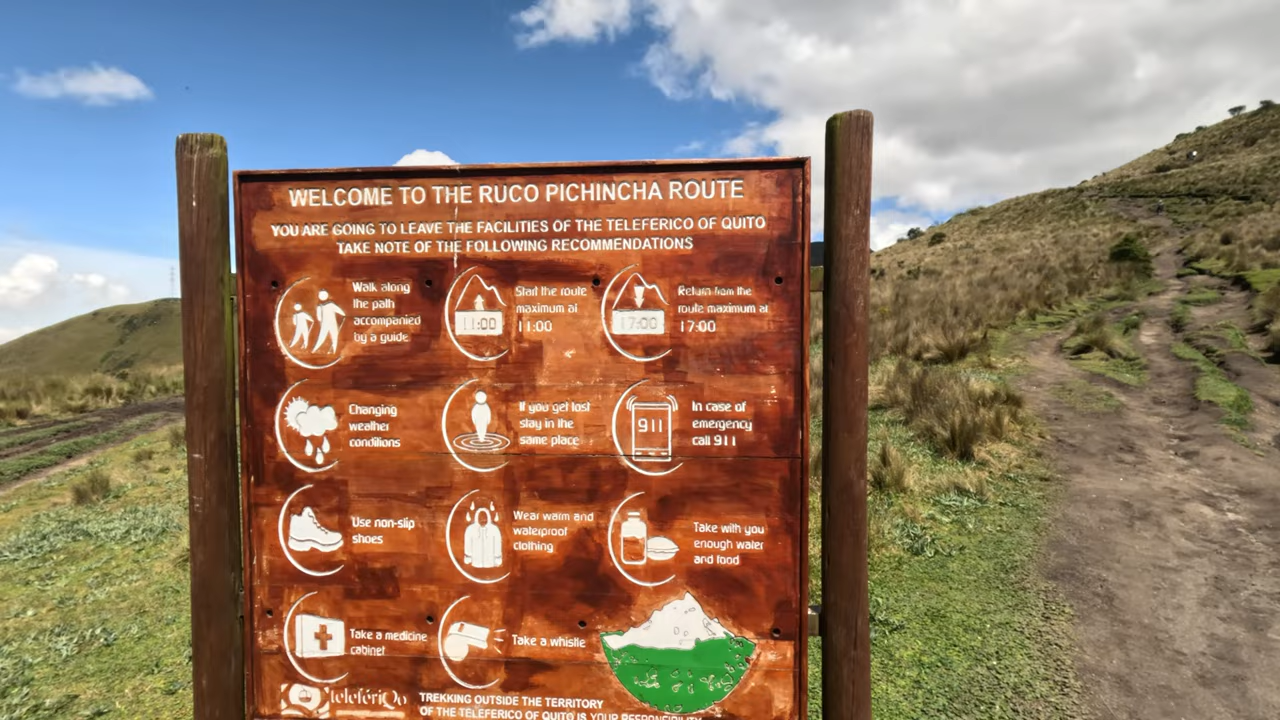 WELCOME TO THE RUCO PICHINCHA ROUTE
YOU ARE GOING TO LEAVE THE FACILITIES OF THE TELEFERICO OF QUITO
TAKE NOTE OF THE FOLLOWING RECOMMENDATIONS
Walk along
the path
accompanied
by a guide
11:00
Start the route
maximum at
11:00
17:00
Return from the
route maximum at
17:00
Changing
weather
conditions
If you get lost
stay in the
same place
911
In case of
emergency
call 911
Use non-slip
shoes
Wear warm and
waterproof
clothing
Take with you
enough water
and food
Take a medicine
cabinet
Take a whistle
telefériQo
TREKKING OUTSIDE THE TERRITORY
OF THE TELEFERICO OF QUITO IS YOUR RESPONSIBILITY